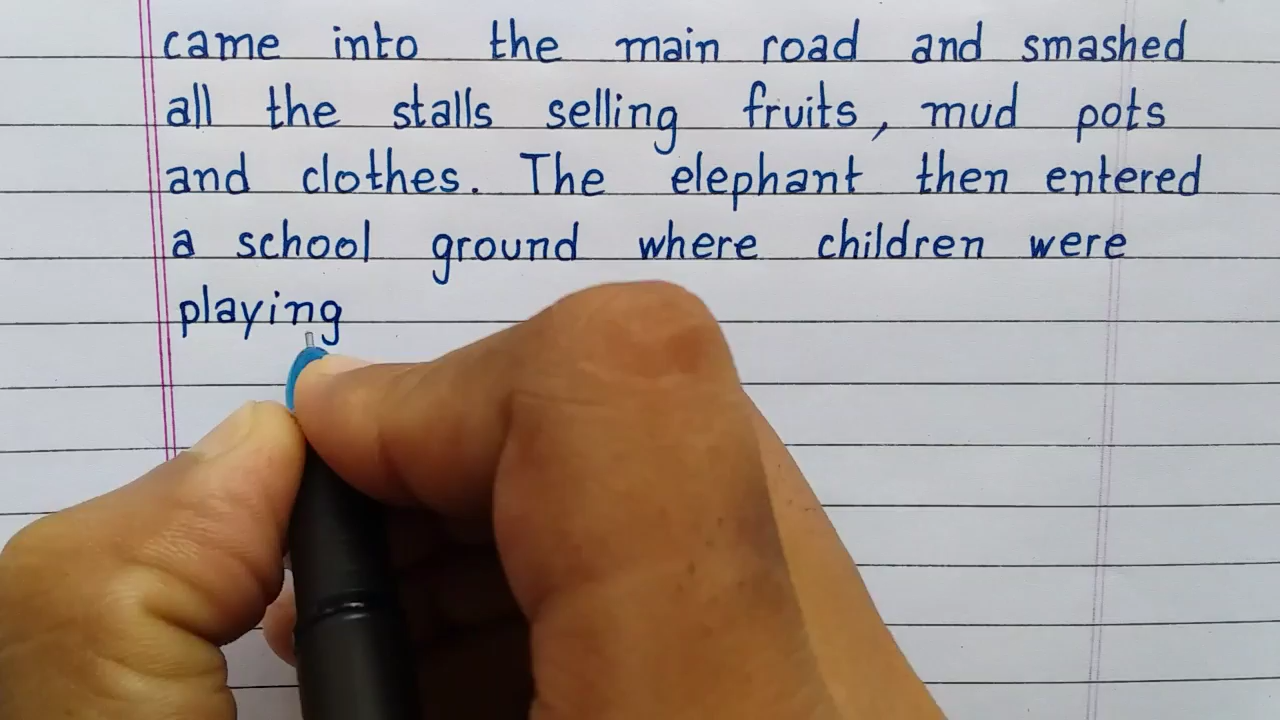 came into the main road and smashed
all the stalls selling fruits, mud pots
and clothes. The elephant then entered
a school ground where children were
playing